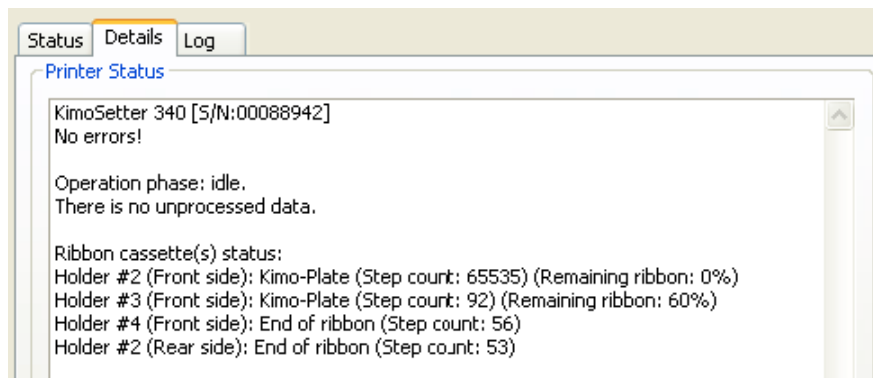 Status Details Log
Printer Status
KimoSetter 340 [S/N:00088942]
No errors!
Operation phase: idle.
There is no unprocessed data.
Ribbon cassette(s) status:
Holder #2 (Front side): Kimo-Plate (Step count: 65535) (Remaining ribbon: 0%)
Holder #3 (Front side): Kimo-Plate (Step count: 92) (Remaining ribbon: 60%)
Holder #4 (Front side): End of ribbon (Step count: 56)
Holder #2 (Rear side): End of ribbon (Step count: 53)